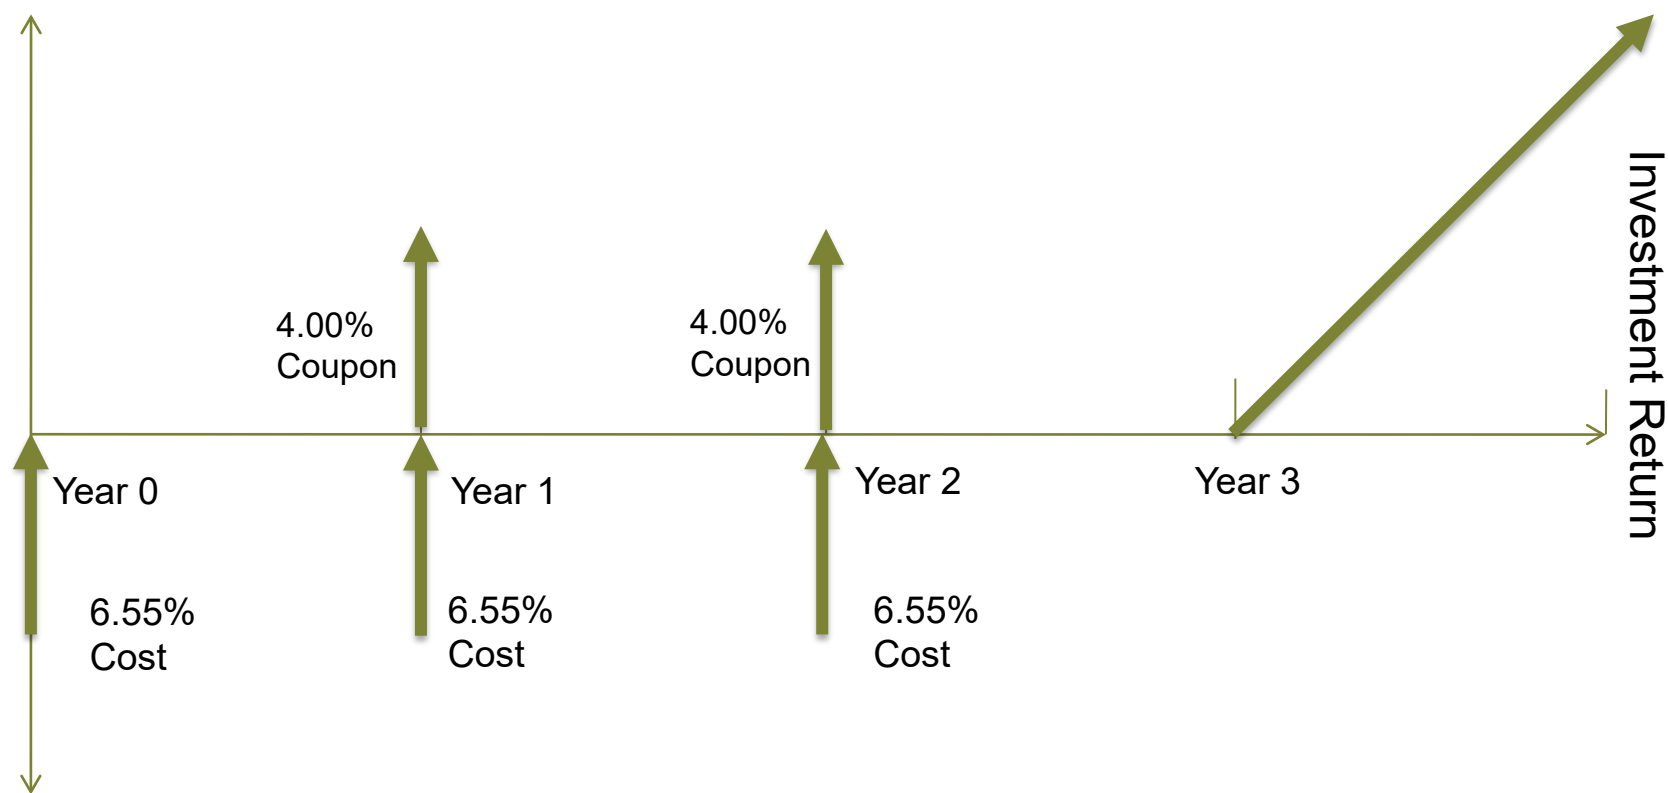 4.00%
Coupon
4.00%
Coupon
Investment Return
Year 0
Year 1
Year 2
Year 3
6.55%
Cost
6.55%
Cost
6.55%
Cost